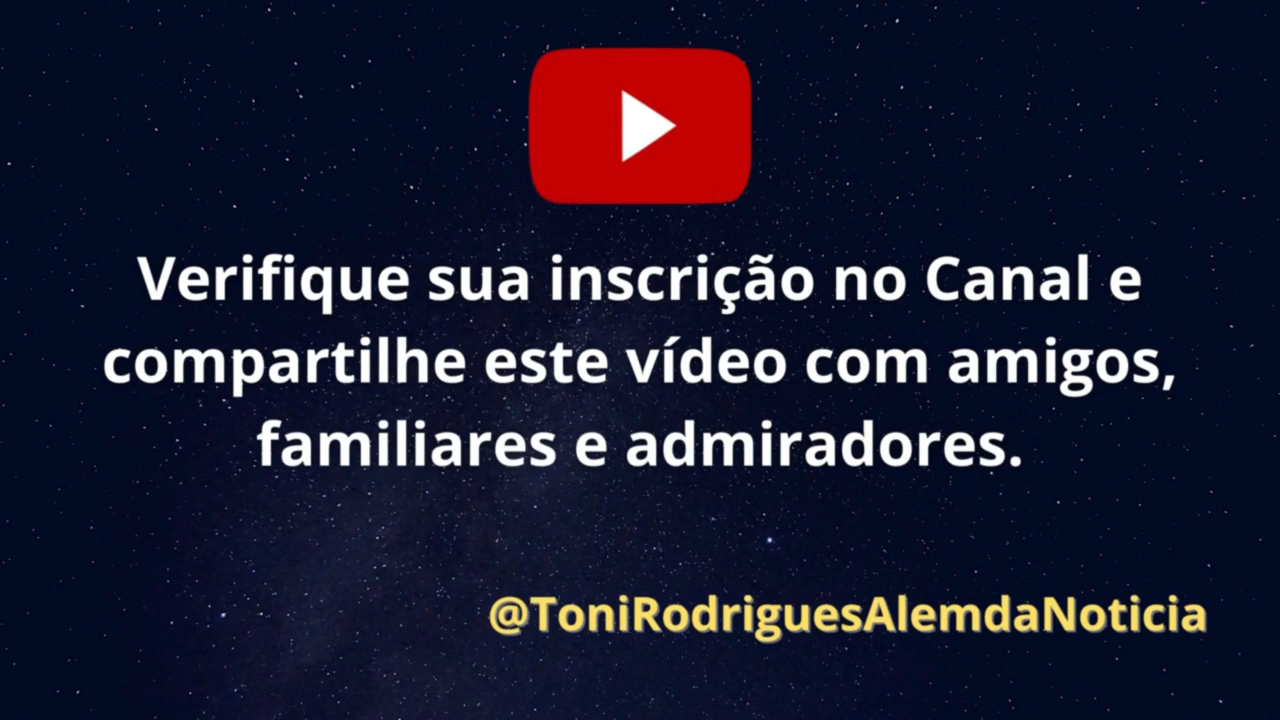 Verifique sua inscrição no Canal e
compartilhe este vídeo com amigos,
familiares e admiradores.
@ToniRodriguesAlemdaNoticia